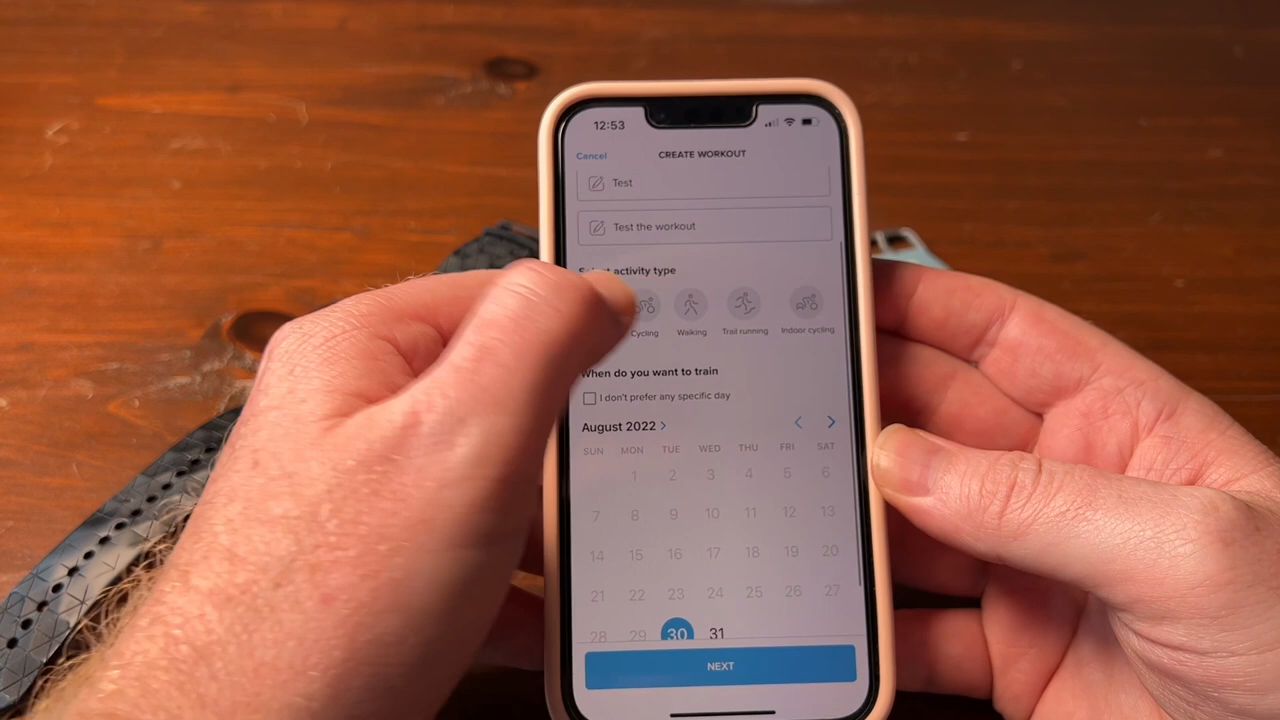 12:53
Cancel CREATE WORKOUT
Test
Test the workout
activity type
Cycling Walking Trail running Indoor cycling
When do you want to train
I don't prefer any specific day
August 2022
SUN MON TUE WED THU FRI SAT
1 2 3 4 5 6
7 8 9 10 11 12 13
14 15 16 17 18 19 20
21 22 23 24 25 26 27
28 29 30 31
NEXT